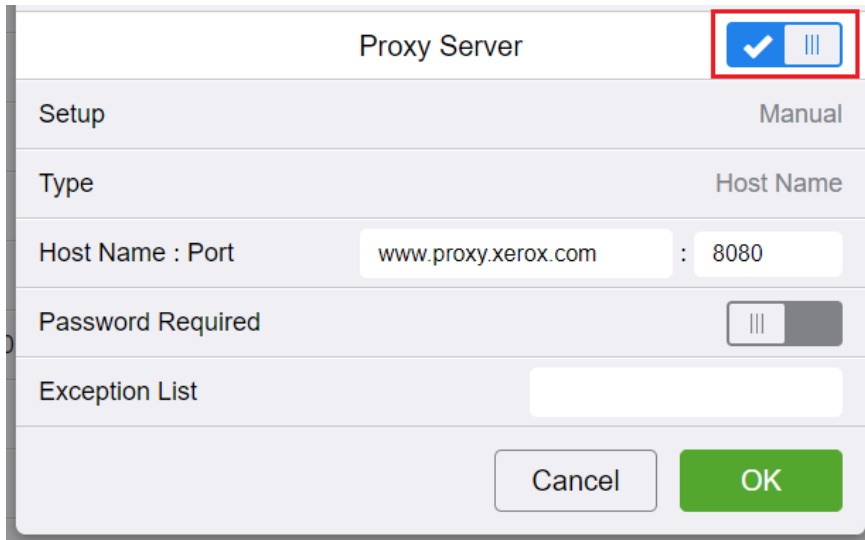 Proxy Server
Setup Manual
Type Host Name
Host Name : Port www.proxy.xerox.com : 8080
Password Required
Exception List
Cancel OK